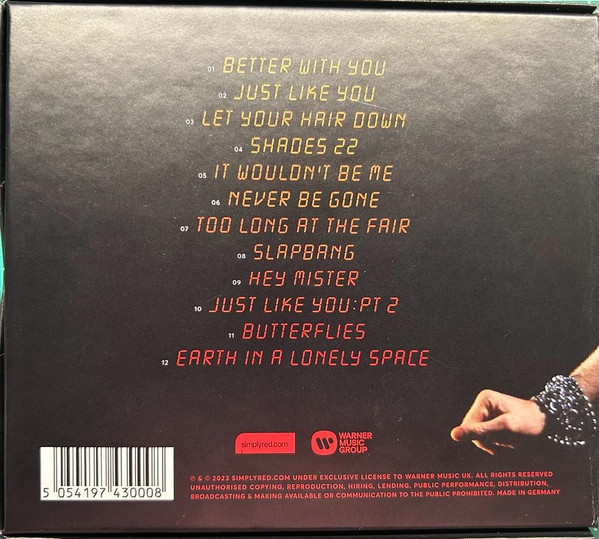 01 BETTER WITH YOU
02 JUST LIKE YOU
03 LET YOUR HAIR DOWN
04 SHADES 22
05 IT WOULDN'T BE ME
06 NEVER BE GONE
07 TOO LONG AT THE FAIR
08 SLAPBANG
09 HEY MISTER
10 JUST LIKE YOU:PT 2
11 BUTTERFLIES
12 EARTH IN A LONELY SPACE
simplyred.com
WARNER
MUSIC
GROUP
5 054197 430008
℗ & © 2023 SIMPLYRED.COM UNDER EXCLUSIVE LICENSE TO WARNER MUSIC UK. ALL RIGHTS RESERVED
UNAUTHORISED COPYING, REPRODUCTION, HIRING, LENDING, PUBLIC PERFORMANCE, DISTRIBUTION,
BROADCASTING & MAKING AVAILABLE OR COMMUNICATION TO THE PUBLIC PROHIBITED. MADE IN GERMANY